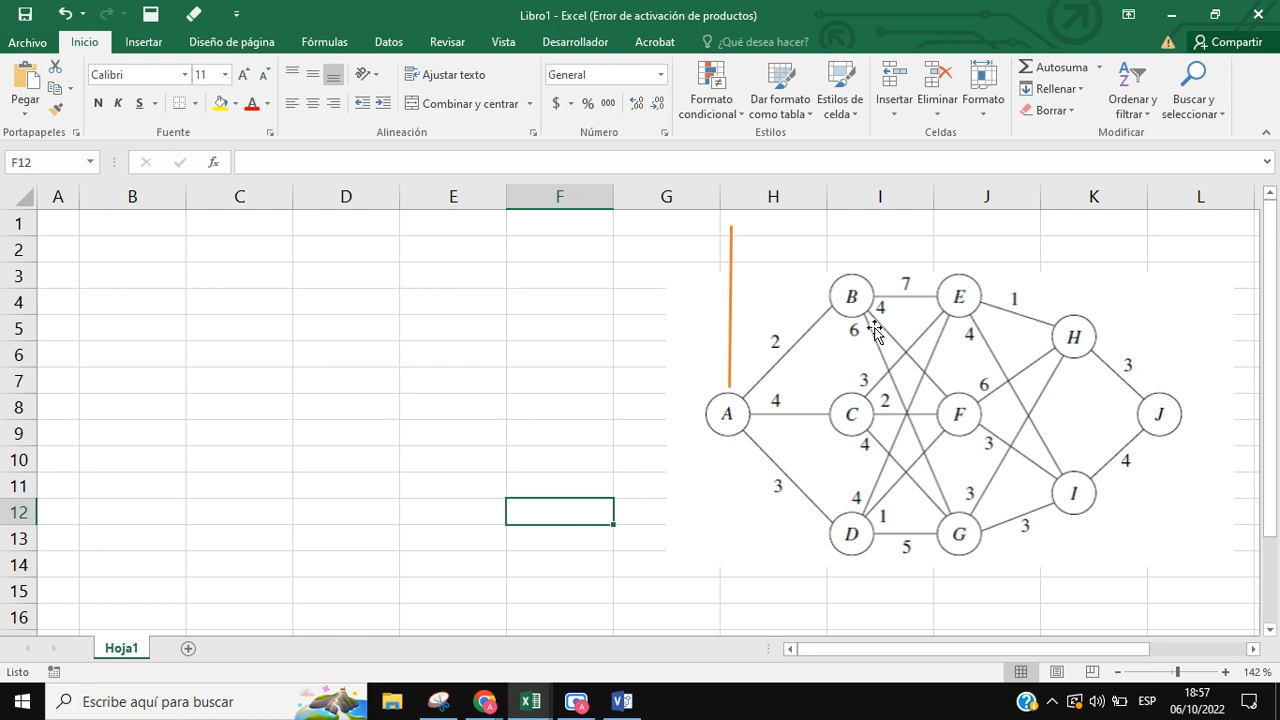 Libro1 - Excel (Error de activación de productos)
Archivo Inicio Insertar Diseño de página Fórmulas Datos Revisar Vista Desarrollador Acrobat ¿Qué desea hacer? Compartir
Pegar
Calibri 11
N K S
A A
A
Ajustar texto
Combinar y centrar
General
$ % 000
Formato condicional
Dar formato como tabla
Estilos de celda
Insertar Eliminar Formato
Autosuma
Rellenar
Borrar
Ordenar y filtrar
Buscar y seleccionar
Portapapeles Fuente Alineación Número Estilos Celdas Modificar
F12 fx
A B C D E F G H I J K L
1
2
3
4
5
6
7
8
9
10
11
12
13
14
15
16
B 7 E 1
4
6 4 H
2 3
3 6
A 4 C 2 F J
4 3
3 4
4 3 I
1
D 5 G 3
Hoja1
Listo 142 %
Escribe aquí para buscar
ESP
18:57
06/10/2022